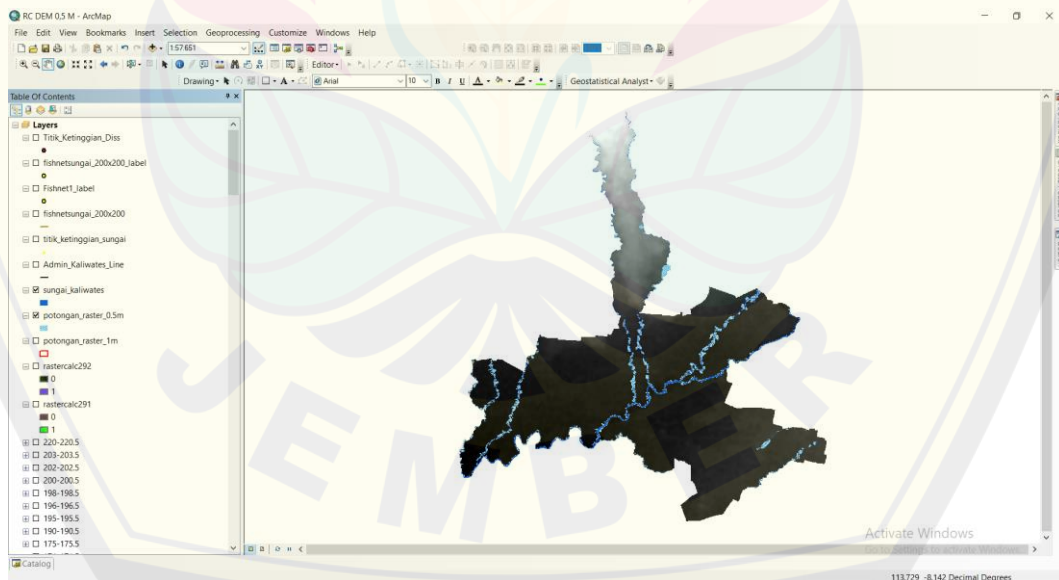 RC DEM 0,5 M - ArcMap
File Edit View Bookmarks Insert Selection Geoprocessing Customize Windows Help
1:57.651
Editor
Drawing Arial 10 B I U A Geostatistical Analyst
Table Of Contents
Layers
Titik_Ketinggian_Diss
fishnetsungai_200x200_label
Fishnet1_label
fishnetsungai_200x200
titik_ketinggian_sungai
Admin_Kaliwates_Line
sungai_kaliwates
potongan_raster_0.5m
potongan_raster_1m
rastercalc292
0
1
rastercalc291
0
1
220-220.5
203-203.5
202-202.5
200-200.5
198-198.5
196-196.5
195-195.5
190-190.5
175-175.5
JEMBER
Activate Windows
Go to Settings to activate Windows.
Catalog
113,729 -8,142 Decimal Degrees